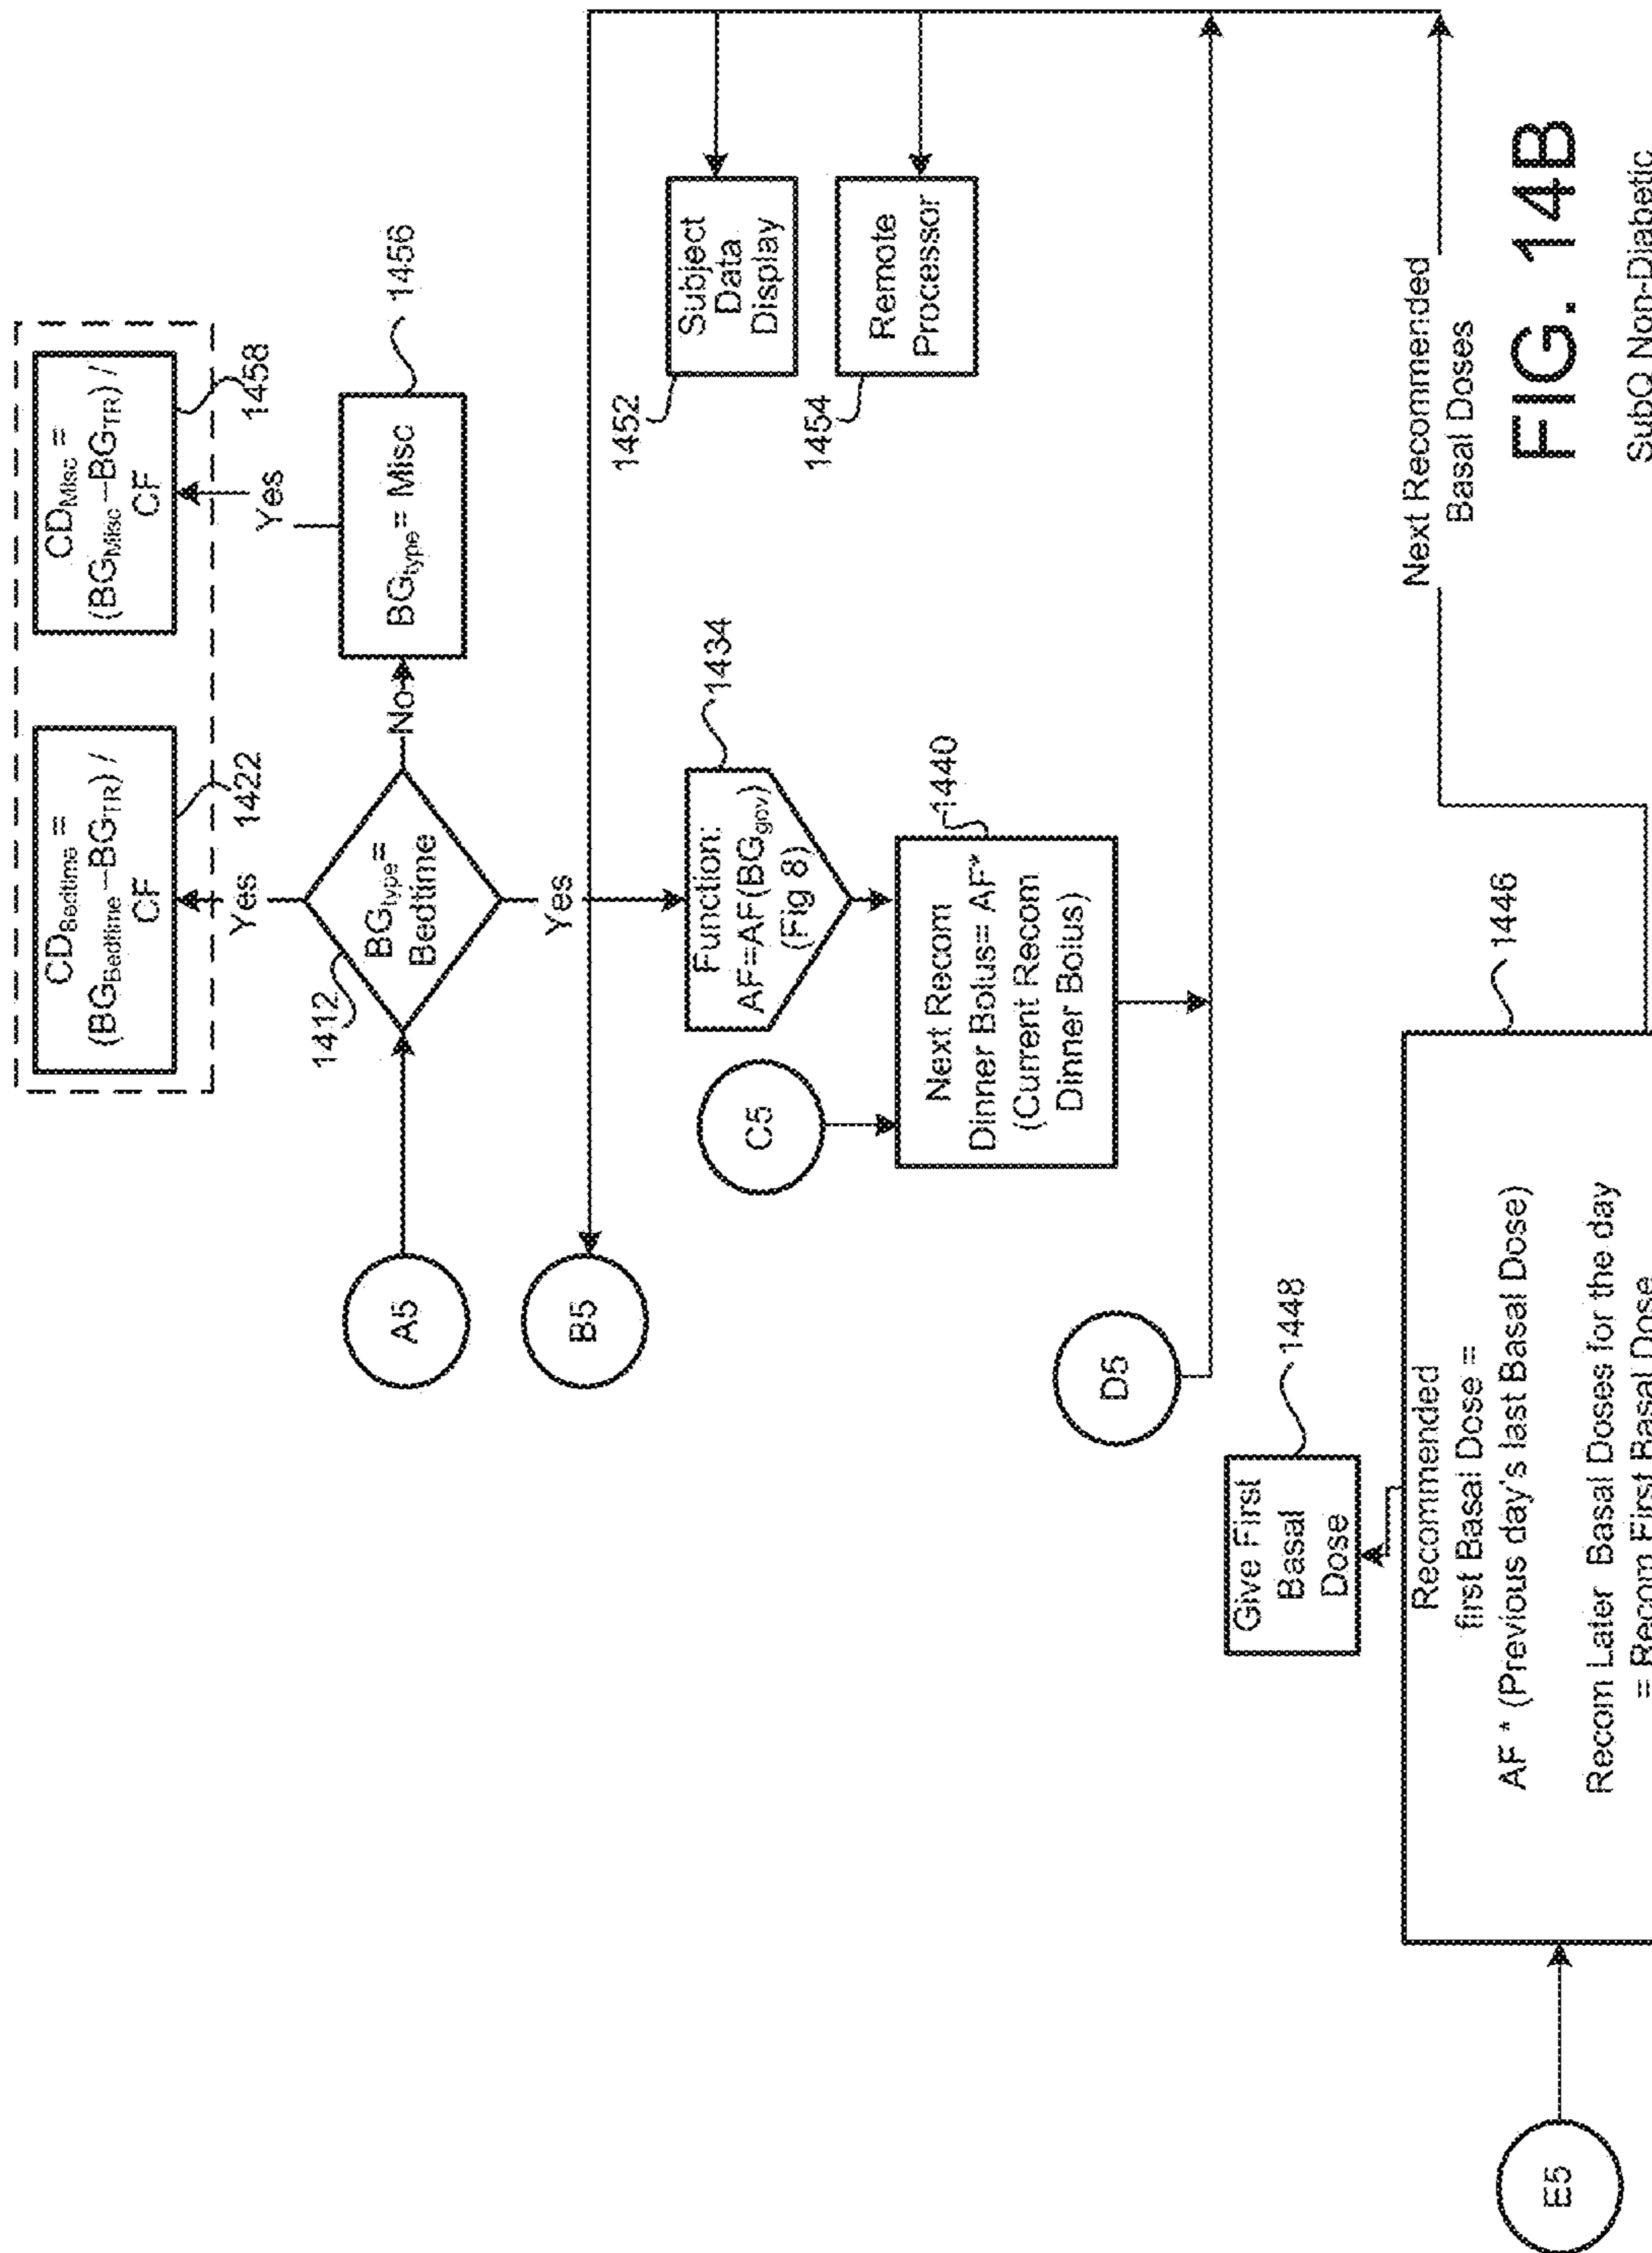 CD_Bedtime =
(BG_Bedtime–BG_TR) /
CF
1422
Yes
CD_Misc =
(BG_Misc–BG_TR) /
CF
1458
Yes
A5
1412
BG_type=
Bedtime
No
BG_type= Misc
1456
Yes
B5
C5
Function:
AF=AF(BG_gov)
(Fig 8)
1434
Subject
Data
Display
1452
Next Recom
Dinner Bolus= AF*
(Current Recom
Dinner Bolus)
1440
Remote
Processor
1454
D5
Give First
Basal
Dose
1448
E5
Recommended
first Basal Dose =
AF * (Previous day's last Basal Dose)
Recom Later Basal Doses for the day
= Recom First Basal Dose
1446
Next Recommended
Basal Doses
FIG. 14B
SubQ Non-Diabetic